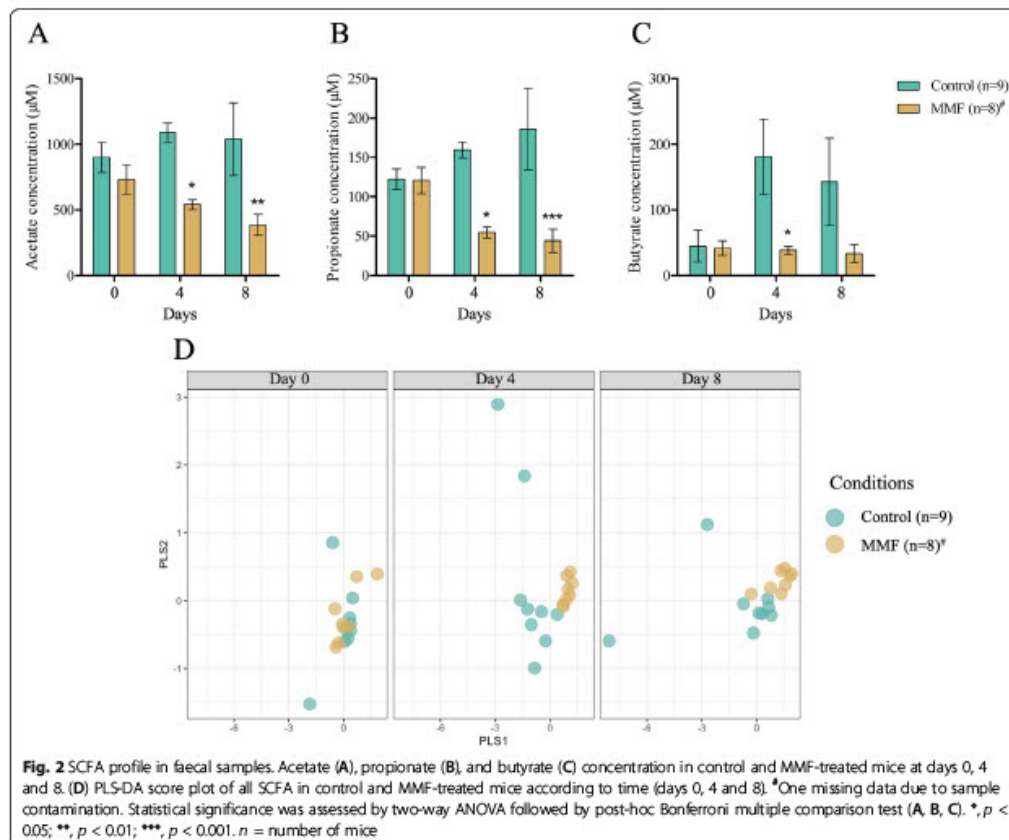 A
B
C
1500
1000
500
0
Acetate concentration (µM)
*
**
0 4 8
Days
250
200
150
100
50
0
Propionate concentration (µM)
*
***
0 4 8
Days
300
200
100
0
Butyrate concentration (µM)
*
0 4 8
Days
Control (n=9)
MMF (n=8)#
D
Day 0
Day 4
Day 8
3
2
1
0
-1
PLS2
-6 -3 0
-6 -3 0
-6 -3 0
PLS1
Conditions
Control (n=9)
MMF (n=8)#
Fig. 2 SCFA profile in faecal samples. Acetate (A), propionate (B), and butyrate (C) concentration in control and MMF-treated mice at days 0, 4
and 8. (D) PLS-DA score plot of all SCFA in control and MMF-treated mice according to time (days 0, 4 and 8). #One missing data due to sample
contamination. Statistical significance was assessed by two-way ANOVA followed by post-hoc Bonferroni multiple comparison test (A, B, C). *, p <
0.05; **, p < 0.01; ***, p < 0.001. n = number of mice